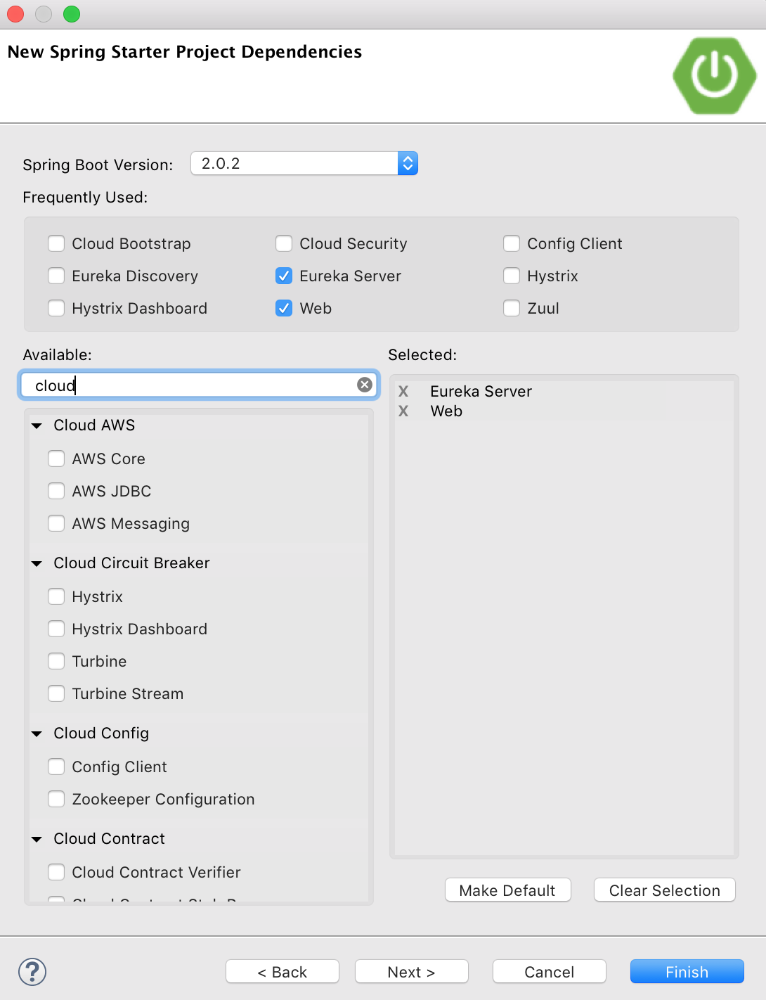 New Spring Starter Project Dependencies
Spring Boot Version: 2.0.2
Frequently Used:
Cloud Bootstrap Cloud Security Config Client
Eureka Discovery Eureka Server Hystrix
Hystrix Dashboard Web Zuul
Available: Selected:
cloud
X Eureka Server
X Web
Cloud AWS
AWS Core
AWS JDBC
AWS Messaging
Cloud Circuit Breaker
Hystrix
Hystrix Dashboard
Turbine
Turbine Stream
Cloud Config
Config Client
Zookeeper Configuration
Cloud Contract
Cloud Contract Verifier
Cloud Contract
Make Default Clear Selection
? < Back Next > Cancel Finish